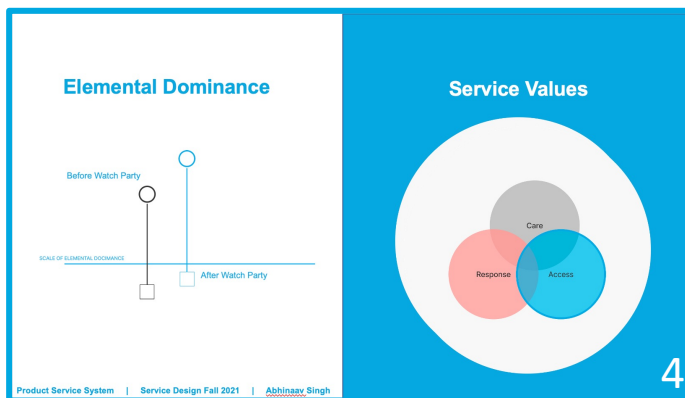 Elemental Dominance
Before Watch Party
SCALE OF ELEMENTAL DOCIMANCE
After Watch Party
Product Service System | Service Design Fall 2021 | Abhinaav Singh
Service Values
Care
Response
Access
4